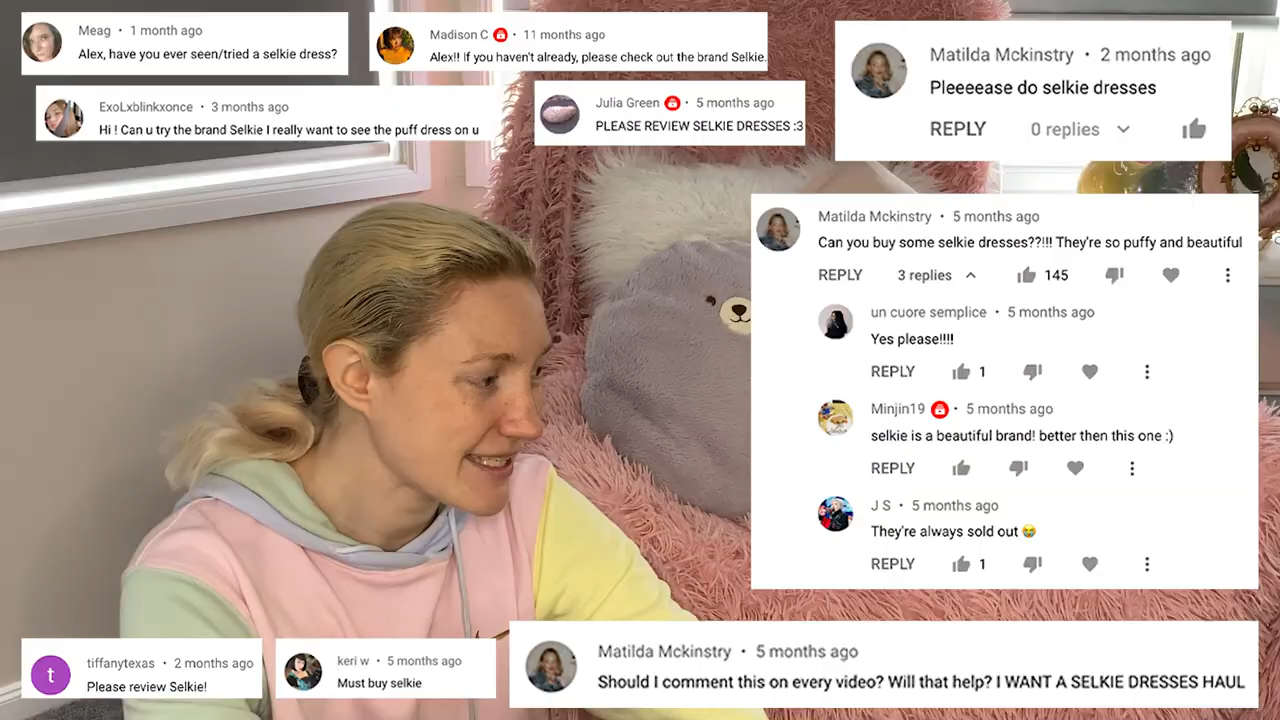 Meag • 1 month ago
Alex, have you ever seen/tried a selkie dress?
Madison C • 11 months ago
Alex!! If you haven't already, please check out the brand Selkie.
ExoLxblinkxonce • 3 months ago
Hi ! Can u try the brand Selkie I really want to see the puff dress on u
Julia Green • 5 months ago
PLEASE REVIEW SELKIE DRESSES :3
Matilda Mckinstry • 2 months ago
Pleeeease do selkie dresses
REPLY 0 replies
Matilda Mckinstry • 5 months ago
Can you buy some selkie dresses??!!! They're so puffy and beautiful
REPLY 3 replies 145
un cuore semplice • 5 months ago
Yes please!!!!
REPLY 1
Minjin19 • 5 months ago
selkie is a beautiful brand! better then this one :)
REPLY
J S • 5 months ago
They're always sold out 😭
REPLY 1
t
tiffanytexas • 2 months ago
Please review Selkie!
keri w • 5 months ago
Must buy selkie
Matilda Mckinstry • 5 months ago
Should I comment this on every video? Will that help? I WANT A SELKIE DRESSES HAUL